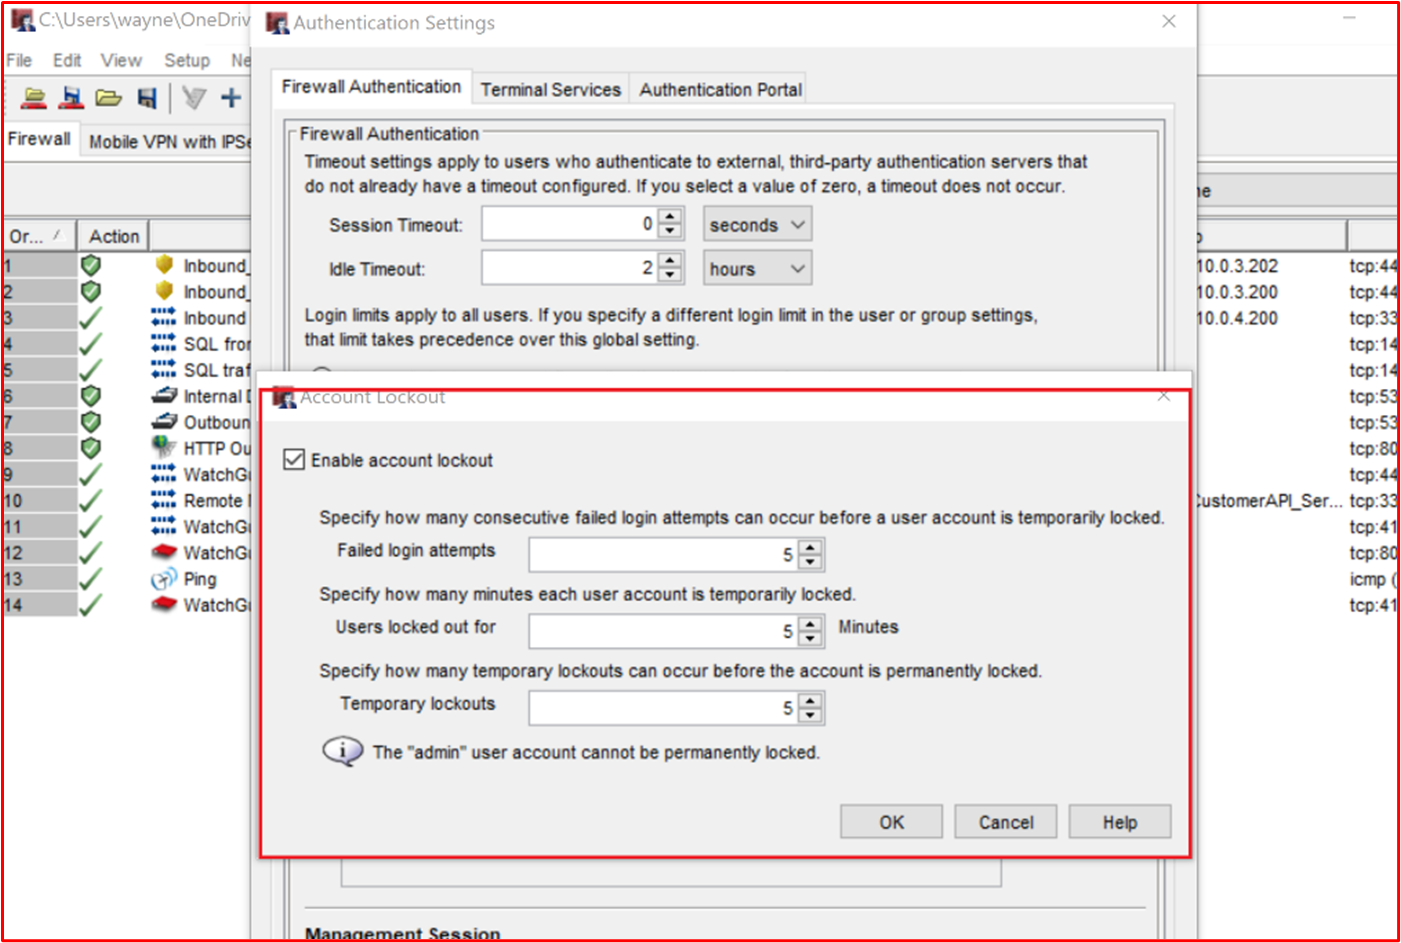 C:\Users\wayne\OneDriv
Authentication Settings
File Edit View Setup Ne
Firewall Authentication Terminal Services Authentication Portal
Firewall Mobile VPN with IPSe
Firewall Authentication
Timeout settings apply to users who authenticate to external, third-party authentication servers that
do not already have a timeout configured. If you select a value of zero, a timeout does not occur.
Session Timeout: 0 seconds
Idle Timeout: 2 hours
Login limits apply to all users. If you specify a different login limit in the user or group settings,
that limit takes precedence over this global setting.
Or... Action
1 Inbound_ 10.0.3.202 tcp:44
2 Inbound_ 10.0.3.200 tcp:44
3 Inbound 10.0.4.200 tcp:33
4 SQL fror tcp:14
5 SQL traf tcp:14
6 Internal D tcp:53
7 Outboun tcp:53
8 HTTP Ou tcp:80
9 WatchGu tcp:44
10 Remote CustomerAPI_Ser... tcp:33
11 WatchGu tcp:41
12 WatchGu tcp:80
13 Ping icmp (
14 WatchGu tcp:41
Account Lockout
Enable account lockout
Specify how many consecutive failed login attempts can occur before a user account is temporarily locked.
Failed login attempts 5
Specify how many minutes each user account is temporarily locked.
Users locked out for 5 Minutes
Specify how many temporary lockouts can occur before the account is permanently locked.
Temporary lockouts 5
The "admin" user account cannot be permanently locked.
OK Cancel Help
Management Session